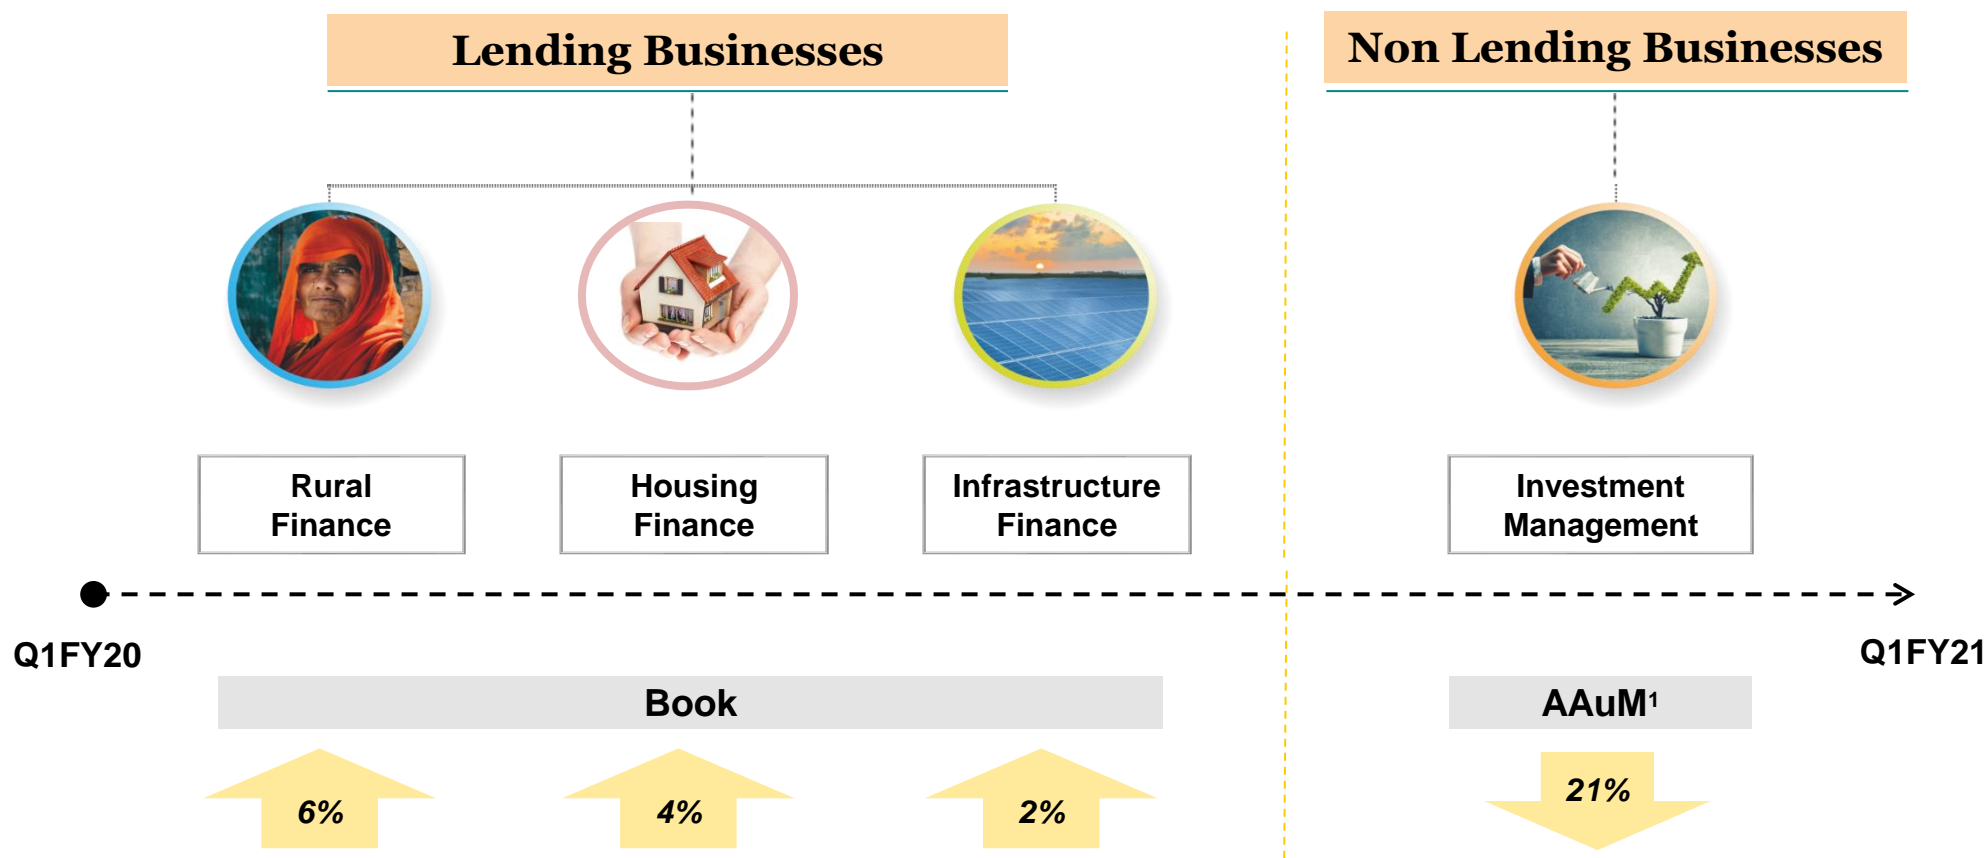 Lending Businesses
Non Lending Businesses
Rural
Finance
Housing
Finance
Infrastructure
Finance
Investment
Management
Q1FY20
Q1FY21
Book
AAuM¹
6%
4%
2%
21%